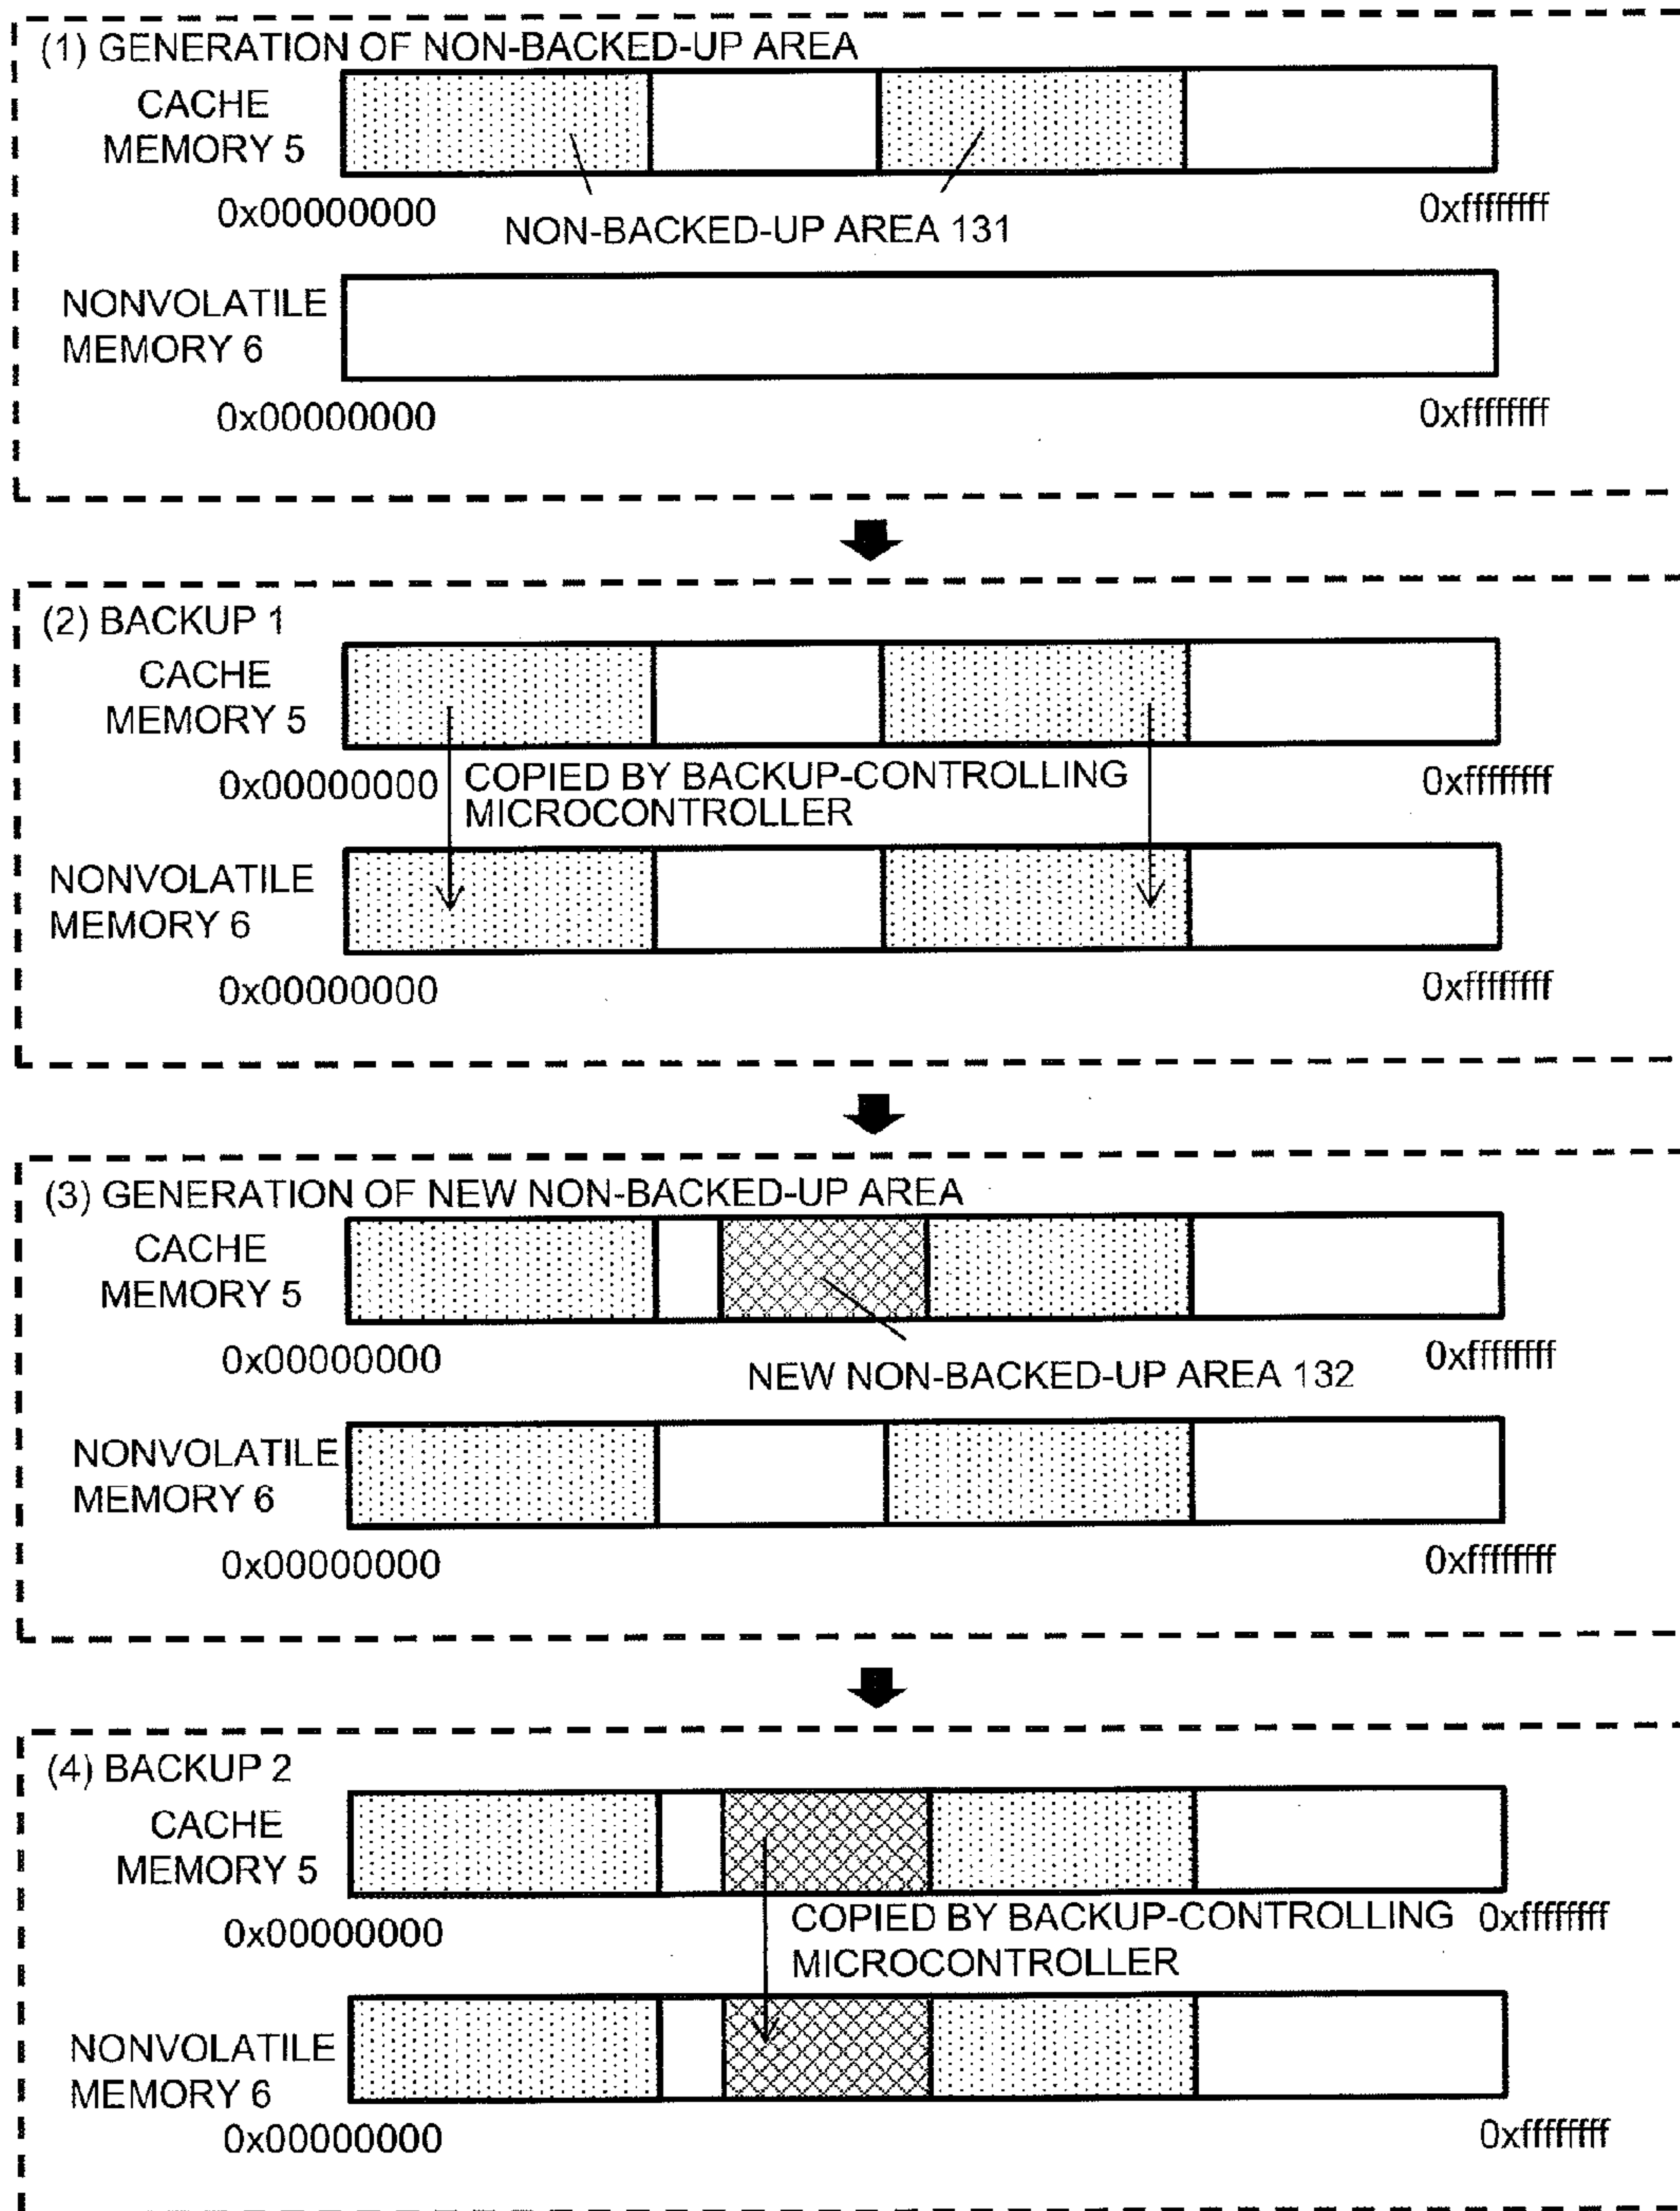 (1) GENERATION OF NON-BACKED-UP AREA
CACHE
MEMORY 5
0x00000000
0xffffffff
NON-BACKED-UP AREA 131
NONVOLATILE
MEMORY 6
0x00000000
0xffffffff
(2) BACKUP 1
CACHE
MEMORY 5
0x00000000
COPIED BY BACKUP-CONTROLLING
MICROCONTROLLER
0xffffffff
NONVOLATILE
MEMORY 6
0x00000000
0xffffffff
(3) GENERATION OF NEW NON-BACKED-UP AREA
CACHE
MEMORY 5
0x00000000
0xffffffff
NEW NON-BACKED-UP AREA 132
NONVOLATILE
MEMORY 6
0x00000000
0xffffffff
(4) BACKUP 2
CACHE
MEMORY 5
0x00000000
COPIED BY BACKUP-CONTROLLING
MICROCONTROLLER
0xffffffff
NONVOLATILE
MEMORY 6
0x00000000
0xffffffff